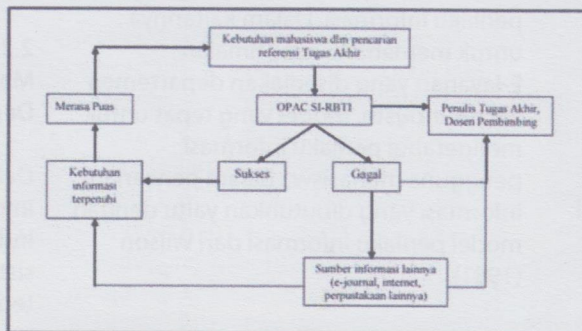 Kebutuhan mahasiswa dlm pencarian
referensi Tugas Akhir
Merasa Puas
OPAC SI-RBTI
Penulis Tugas Akhir,
Dosen Pembimbing
Kebutuhan
informasi
terpenuhi
Sukses
Gagal
Sumber informasi lainnya
(e-journal, internet,
perpustakaan lainnya)